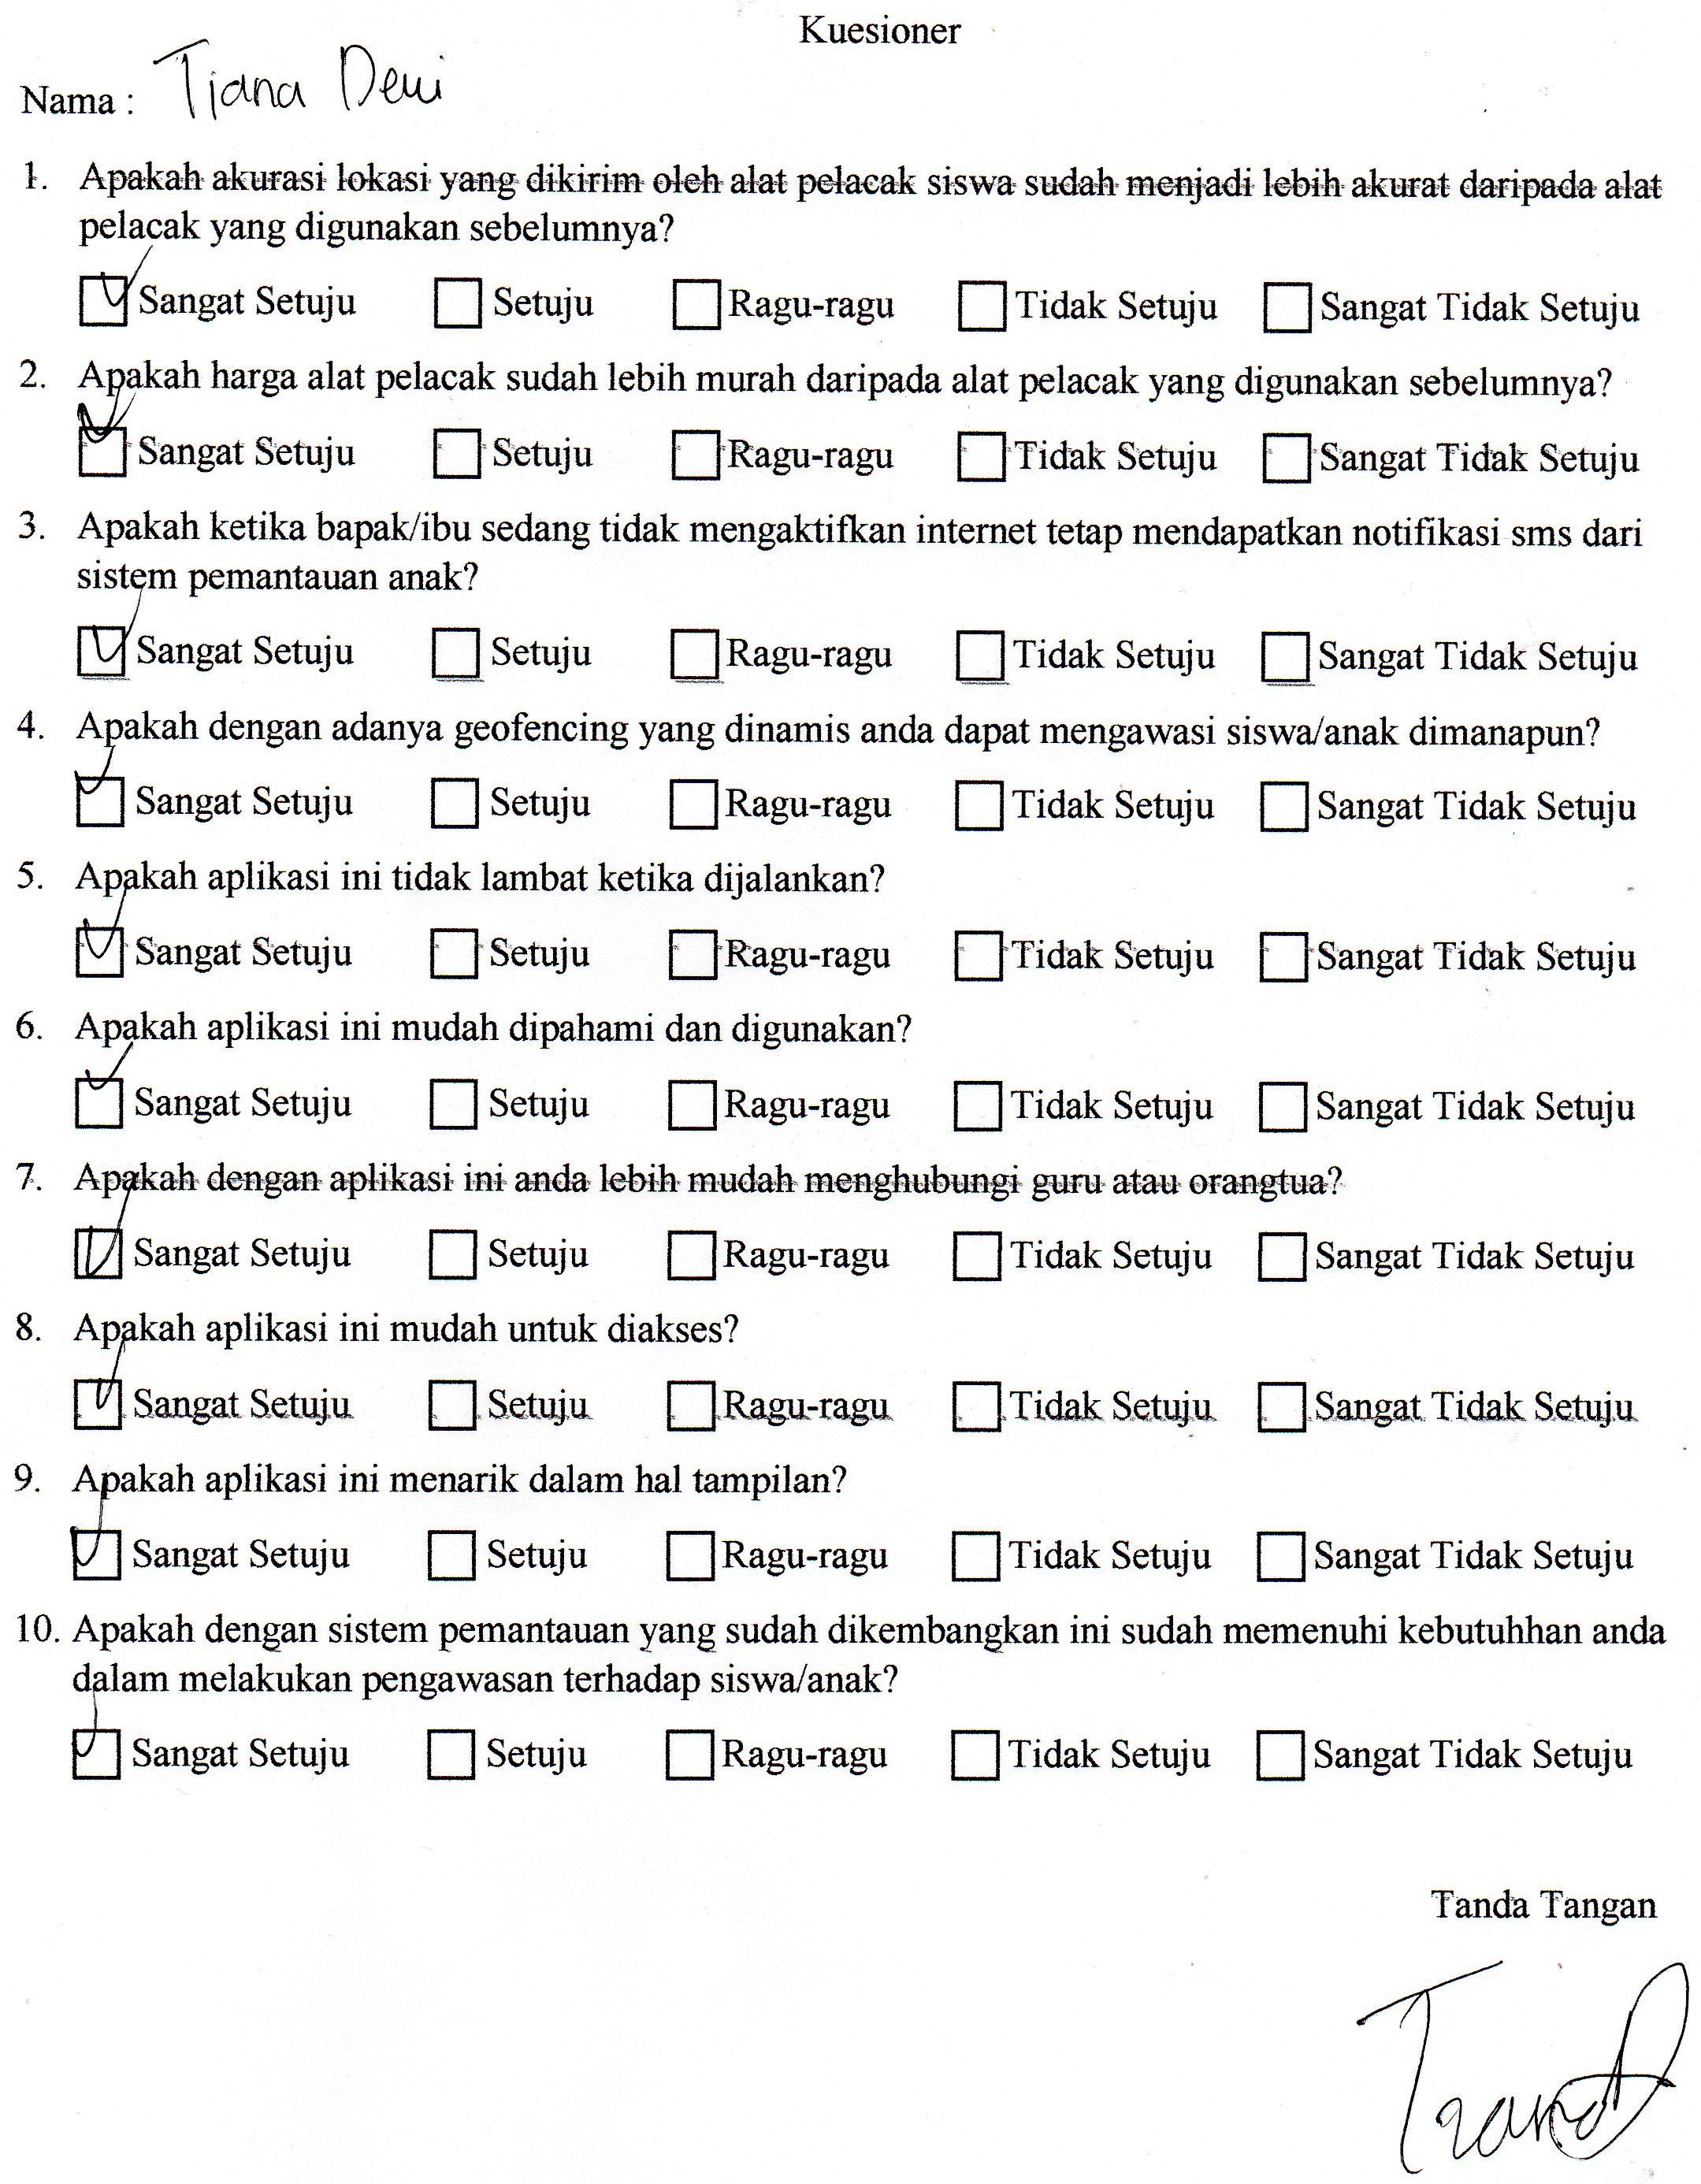 Kuesioner
Nama : Tiana Dewi
1. Apakah akurasi lokasi yang dikirim oleh alat pelacak siswa sudah menjadi lebih akurat daripada alat
pelacak yang digunakan sebelumnya?
Sangat Setuju Setuju Ragu-ragu Tidak Setuju Sangat Tidak Setuju
2. Apakah harga alat pelacak sudah lebih murah daripada alat pelacak yang digunakan sebelumnya?
Sangat Setuju Setuju Ragu-ragu Tidak Setuju Sangat Tidak Setuju
3. Apakah ketika bapak/ibu sedang tidak mengaktifkan internet tetap mendapatkan notifikasi sms dari
sistem pemantauan anak?
Sangat Setuju Setuju Ragu-ragu Tidak Setuju Sangat Tidak Setuju
4. Apakah dengan adanya geofencing yang dinamis anda dapat mengawasi siswa/anak dimanapun?
Sangat Setuju Setuju Ragu-ragu Tidak Setuju Sangat Tidak Setuju
5. Apakah aplikasi ini tidak lambat ketika dijalankan?
Sangat Setuju Setuju Ragu-ragu Tidak Setuju Sangat Tidak Setuju
6. Apakah aplikasi ini mudah dipahami dan digunakan?
Sangat Setuju Setuju Ragu-ragu Tidak Setuju Sangat Tidak Setuju
7. Apakah dengan aplikasi ini anda lebih mudah menghubungi guru atau orangtua?
Sangat Setuju Setuju Ragu-ragu Tidak Setuju Sangat Tidak Setuju
8. Apakah aplikasi ini mudah untuk diakses?
Sangat Setuju Setuju Ragu-ragu Tidak Setuju Sangat Tidak Setuju
9. Apakah aplikasi ini menarik dalam hal tampilan?
Sangat Setuju Setuju Ragu-ragu Tidak Setuju Sangat Tidak Setuju
10. Apakah dengan sistem pemantauan yang sudah dikembangkan ini sudah memenuhi kebutuhhan anda
dalam melakukan pengawasan terhadap siswa/anak?
Sangat Setuju Setuju Ragu-ragu Tidak Setuju Sangat Tidak Setuju
Tanda Tangan